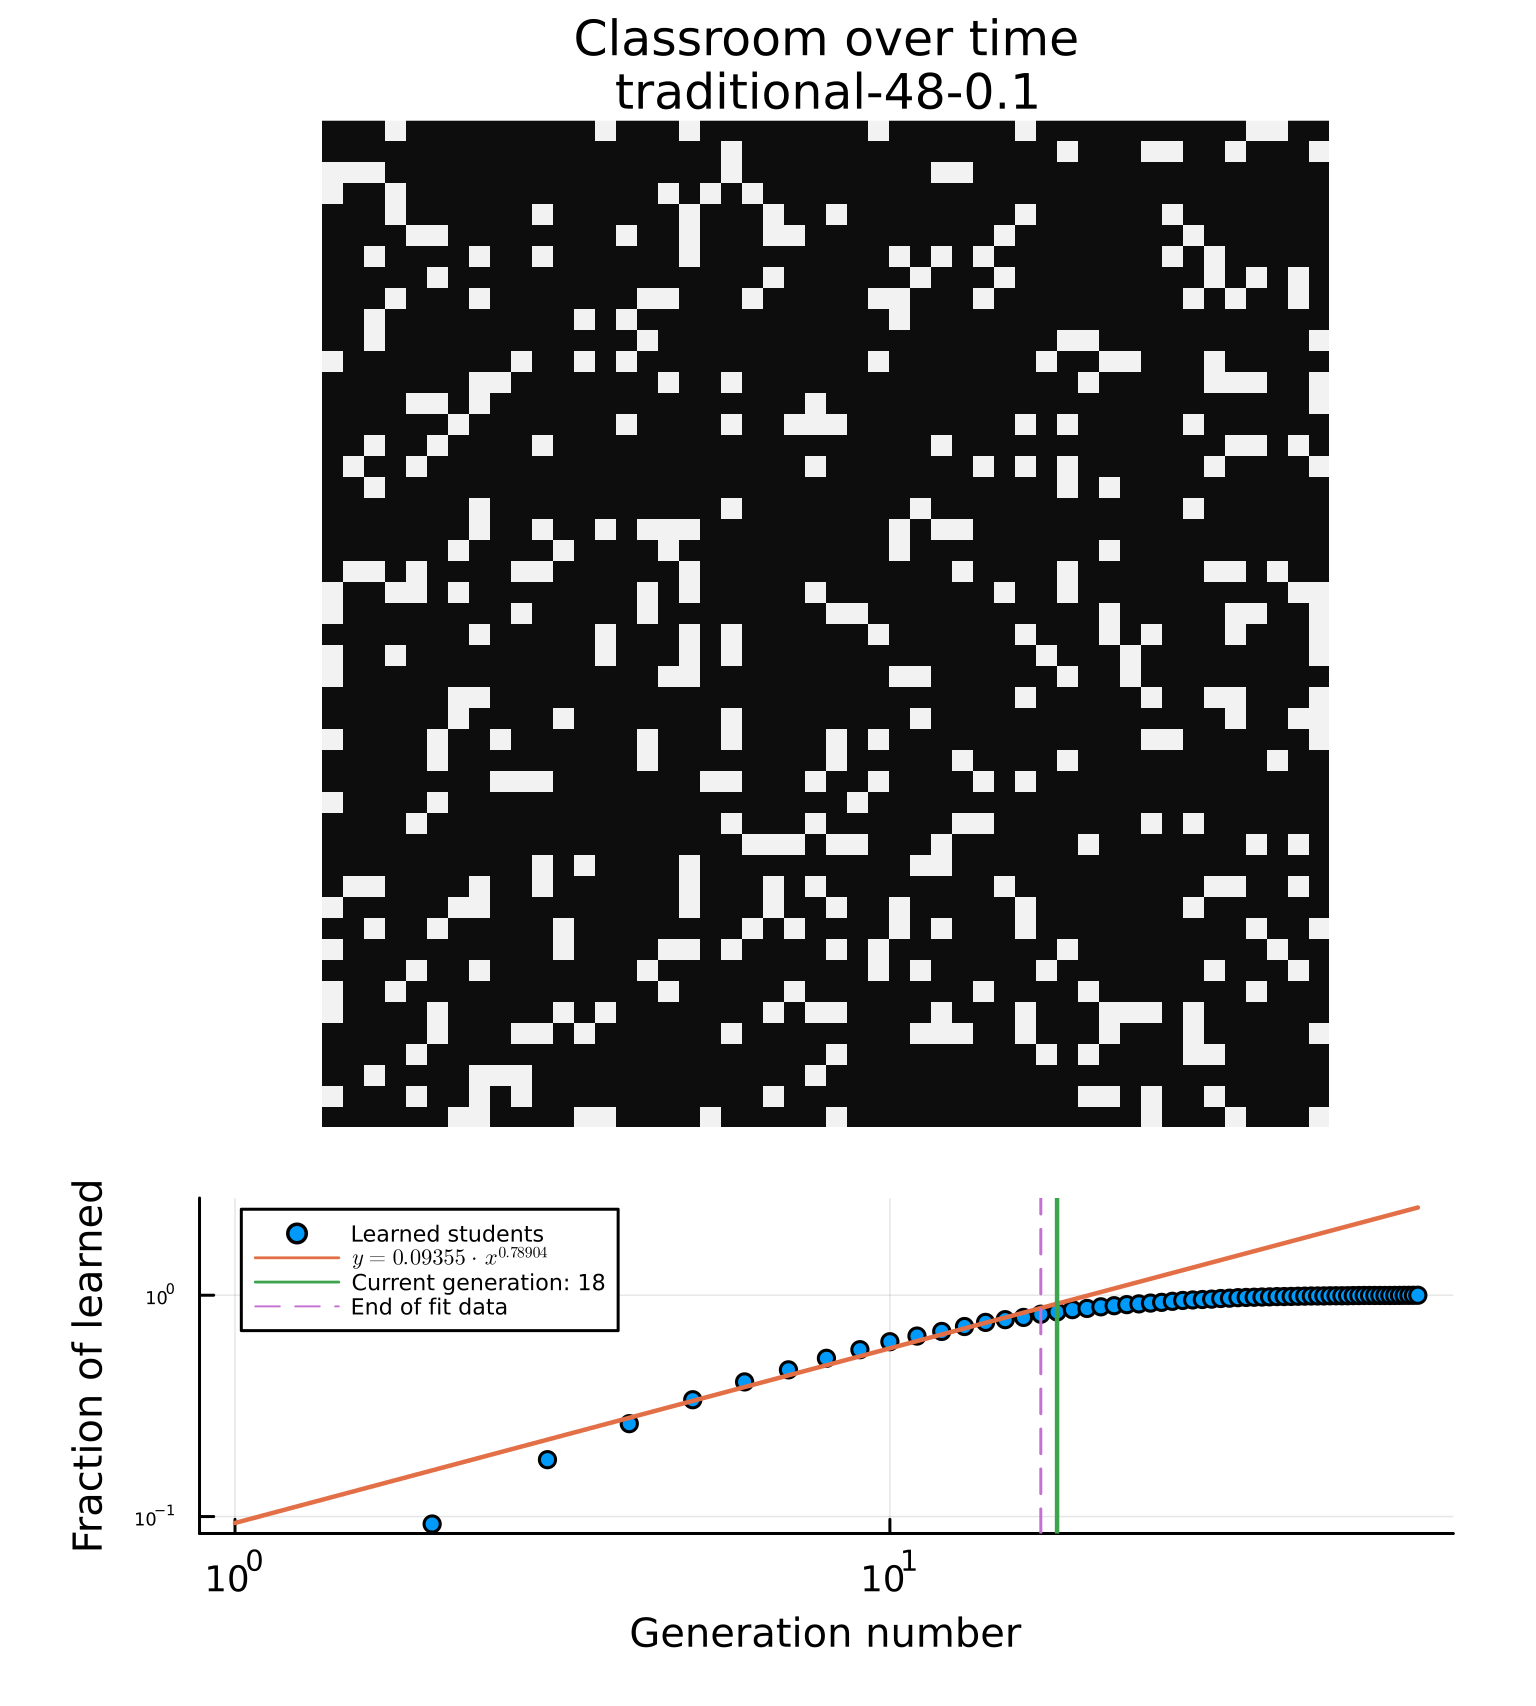 Classroom over time
traditional-48-0.1
Fraction of learned
Learned students
y = 0.09355 · x^0.78904
Current generation: 18
End of fit data
10^0
10^−1
10^0
10^1
Generation number